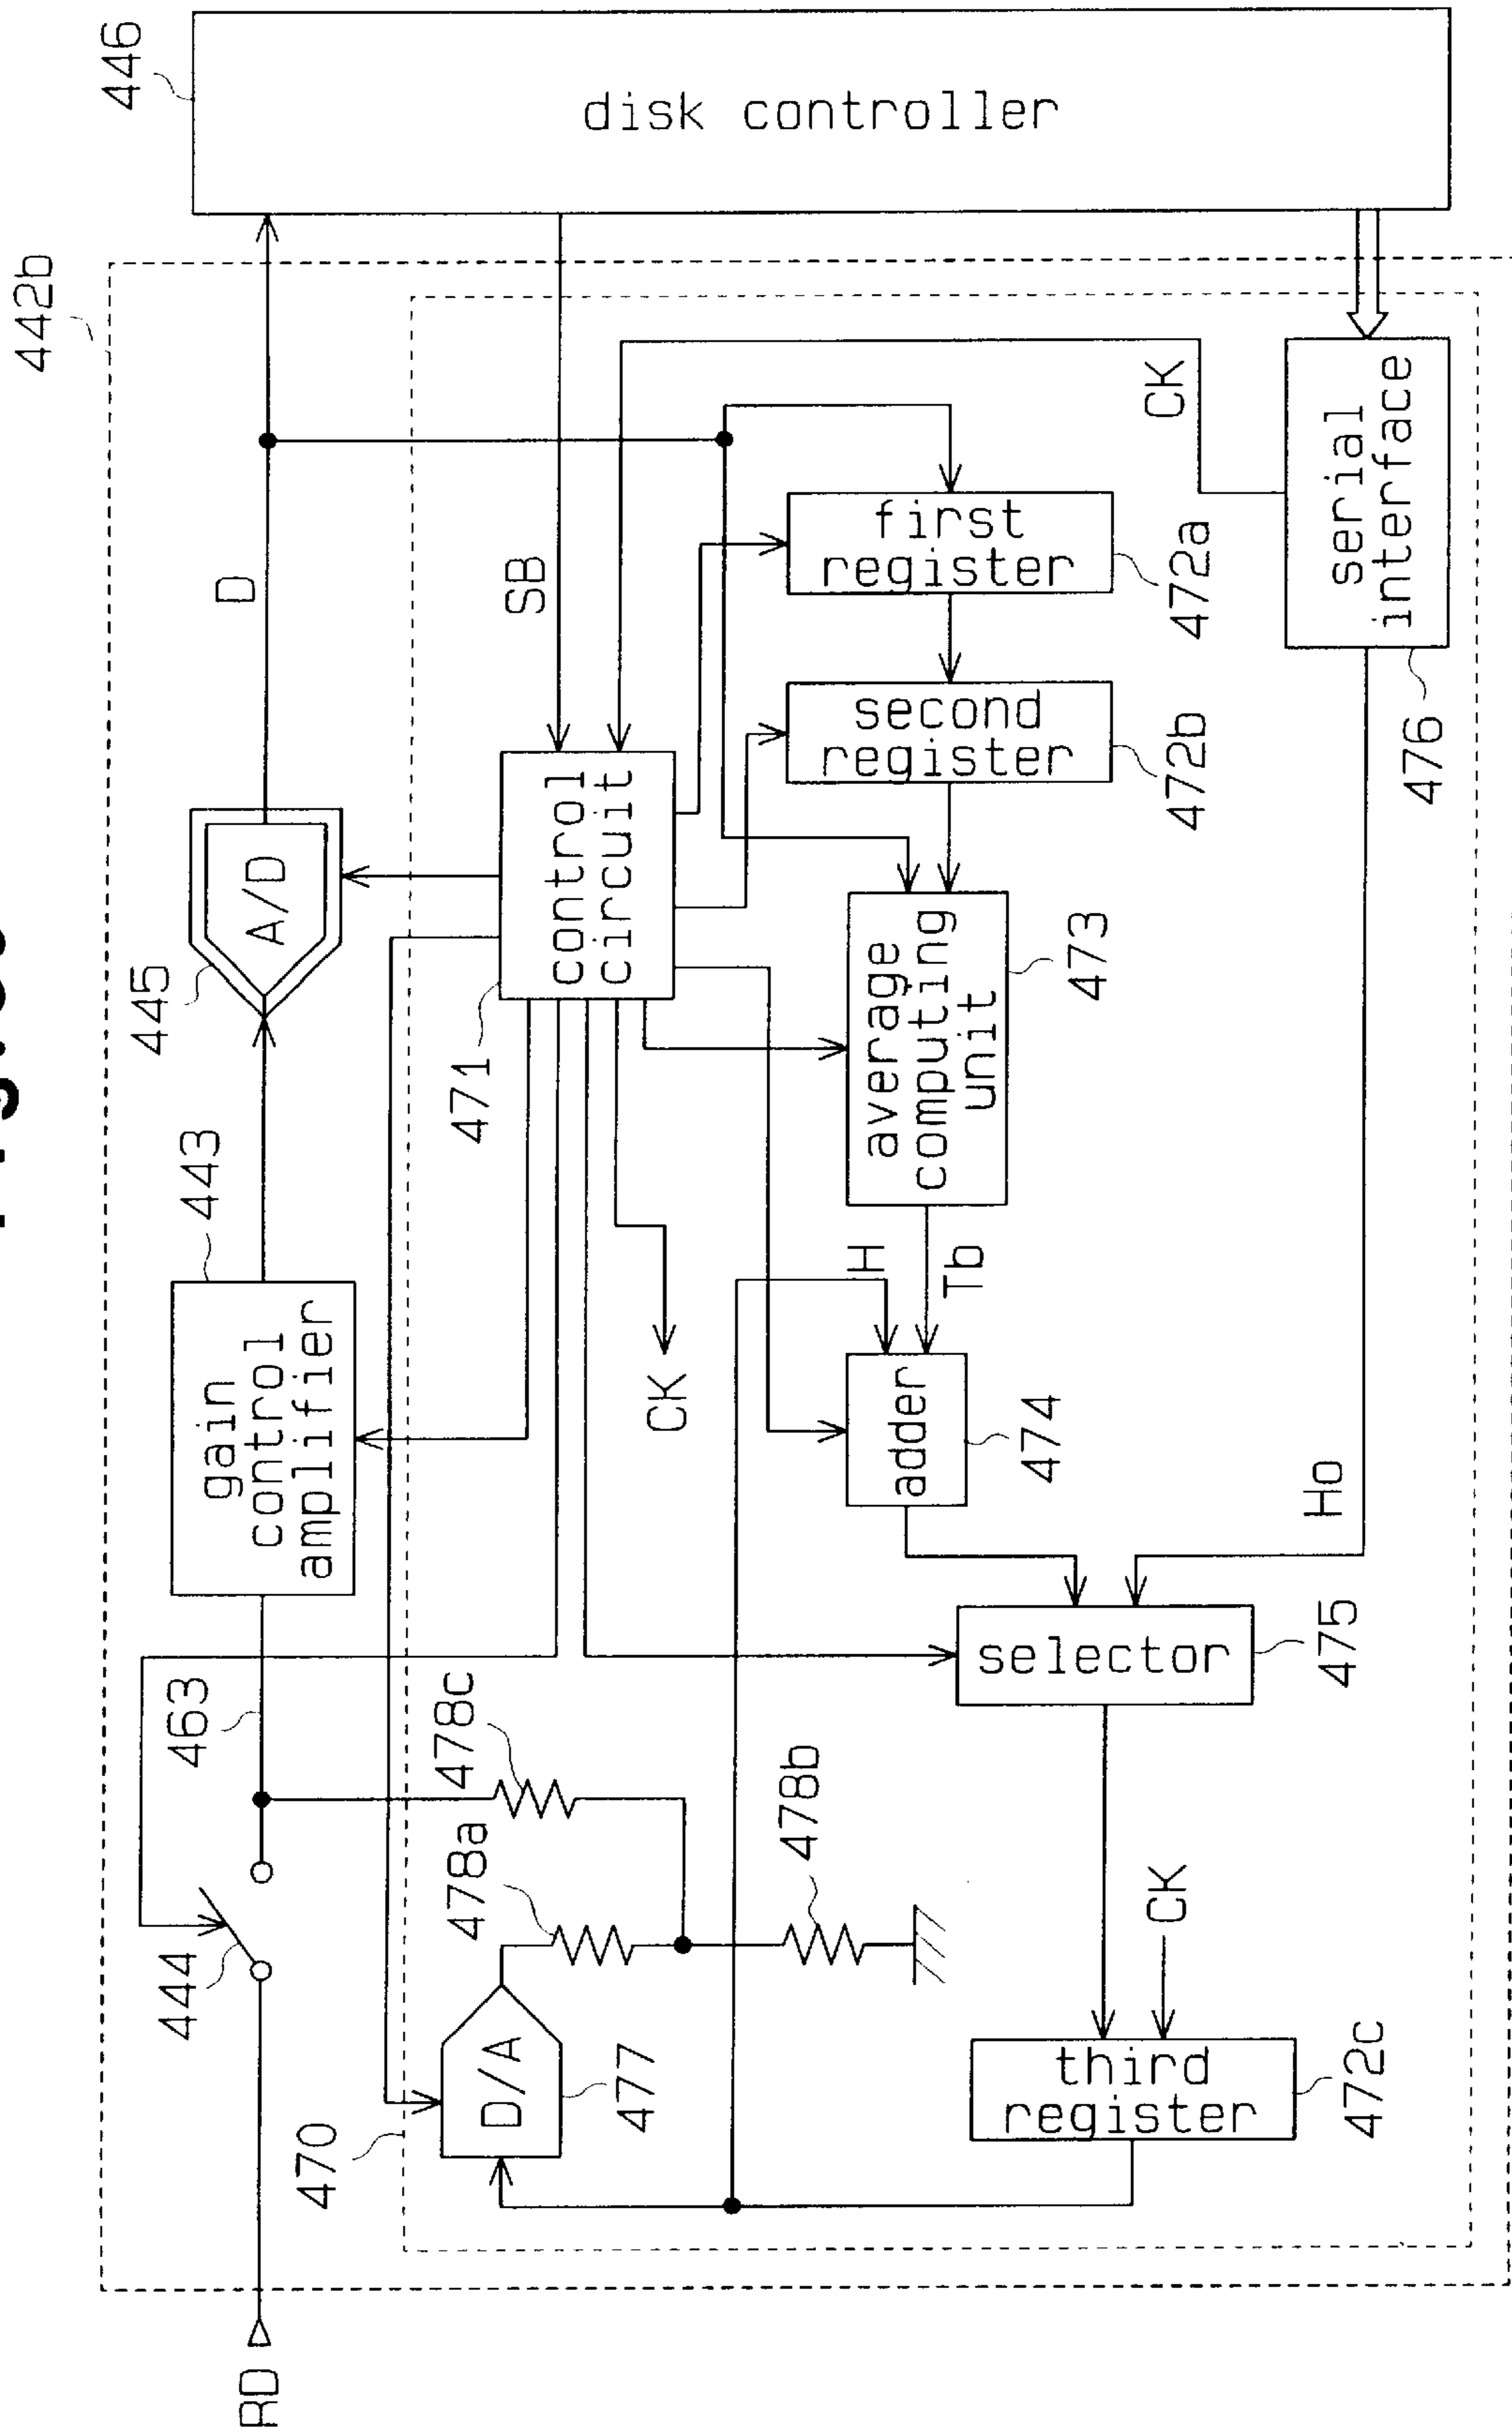 442b
446
RD
444
463
gain
control
amplifier
443
445
A/D
D
disk controller
470
D/A
477
478a
478c
478b
471
control
circuit
SB
CK
CK
H
Tb
adder
474
average
computing
unit
473
second
register
472b
first
register
472a
third
register
472c
CK
selector
475
Ho
serial
interface
476